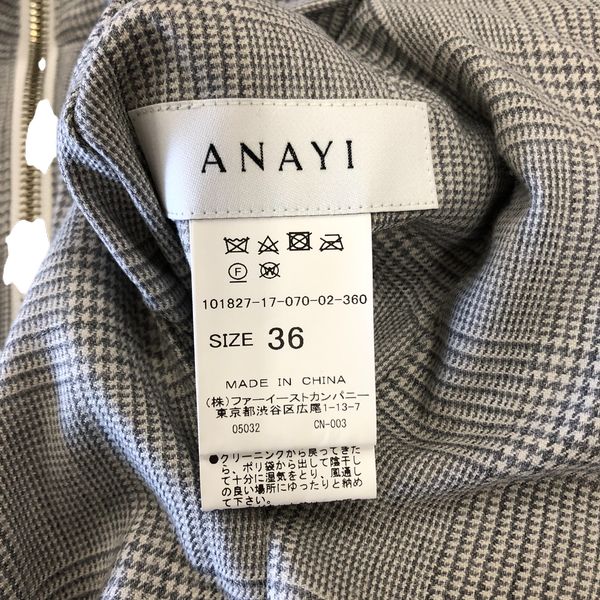 ANAYI
F W
101827-17-070-02-360
SIZE 36
MADE IN CHINA
(株)ファーイーストカンパニー
東京都渋谷区広尾1-13-7
05032 CN-003
●クリーニングから戻ってきた
ら、ポリ袋から出して陰干し
て十分に湿気をとり、風通し
の良い場所にゆったりと納め
て下さい。